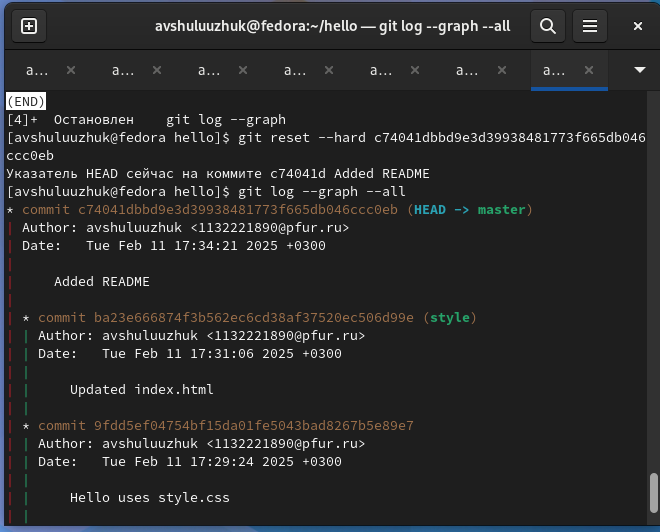 avshuluuzhuk@fedora:~/hello — git log --graph --all
a... a... a... a... a... a... a...
(END)
[4]+  Остановлен    git log --graph
[avshuluuzhuk@fedora hello]$ git reset --hard c74041dbbd9e3d39938481773f665db046
ccc0eb
Указатель HEAD сейчас на коммите c74041d Added README
[avshuluuzhuk@fedora hello]$ git log --graph --all
* commit c74041dbbd9e3d39938481773f665db046ccc0eb (HEAD -> master)
| Author: avshuluuzhuk <1132221890@pfur.ru>
| Date:   Tue Feb 11 17:34:21 2025 +0300
|
|     Added README
|
| * commit ba23e666874f3b562ec6cd38af37520ec506d99e (style)
| | Author: avshuluuzhuk <1132221890@pfur.ru>
| | Date:   Tue Feb 11 17:31:06 2025 +0300
| |
| |     Updated index.html
| |
| * commit 9fdd5ef04754bf15da01fe5043bad8267b5e89e7
| | Author: avshuluuzhuk <1132221890@pfur.ru>
| | Date:   Tue Feb 11 17:29:24 2025 +0300
| |
| |     Hello uses style.css
| |